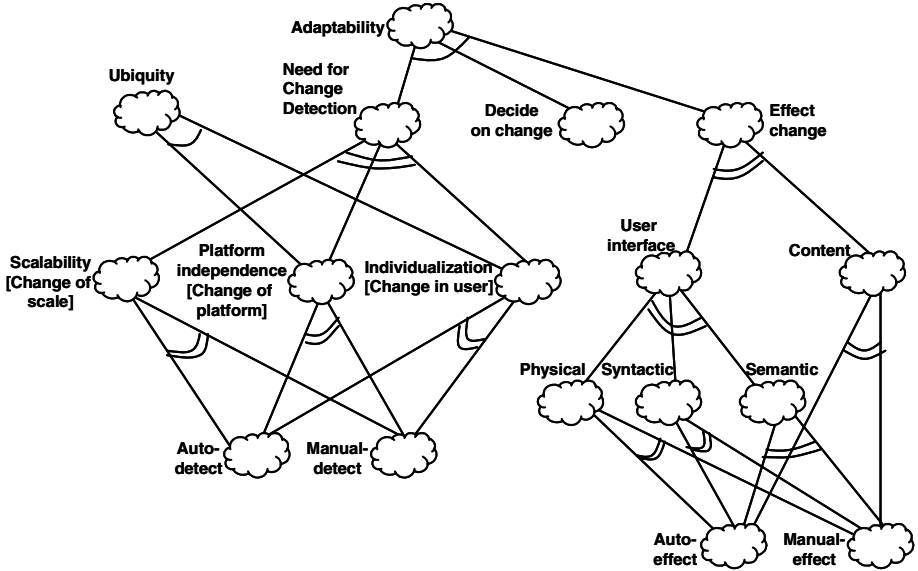 Adaptability
Ubiquity
Need for
Change
Detection
Decide
on change
Effect
change
Scalability
[Change of
scale]
Platform
independence
[Change of
platform]
Individualization
[Change in user]
User
interface
Content
Physical
Syntactic
Semantic
Auto-
detect
Manual-
detect
Auto-
effect
Manual-
effect